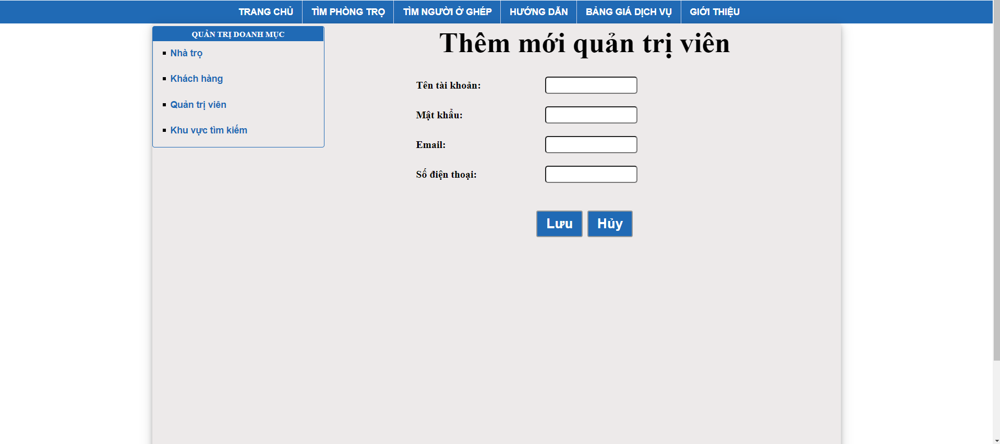 TRANG CHỦ TÌM PHÒNG TRỌ TÌM NGƯỜI Ở GHÉP HƯỚNG DẪN BẢNG GIÁ DỊCH VỤ GIỚI THIỆU
QUẢN TRỊ DOANH MỤC
Nhà trọ
Khách hàng
Quản trị viên
Khu vực tìm kiếm
Thêm mới quản trị viên
Tên tài khoản:
Mật khẩu:
Email:
Số điện thoại:
Lưu Hủy